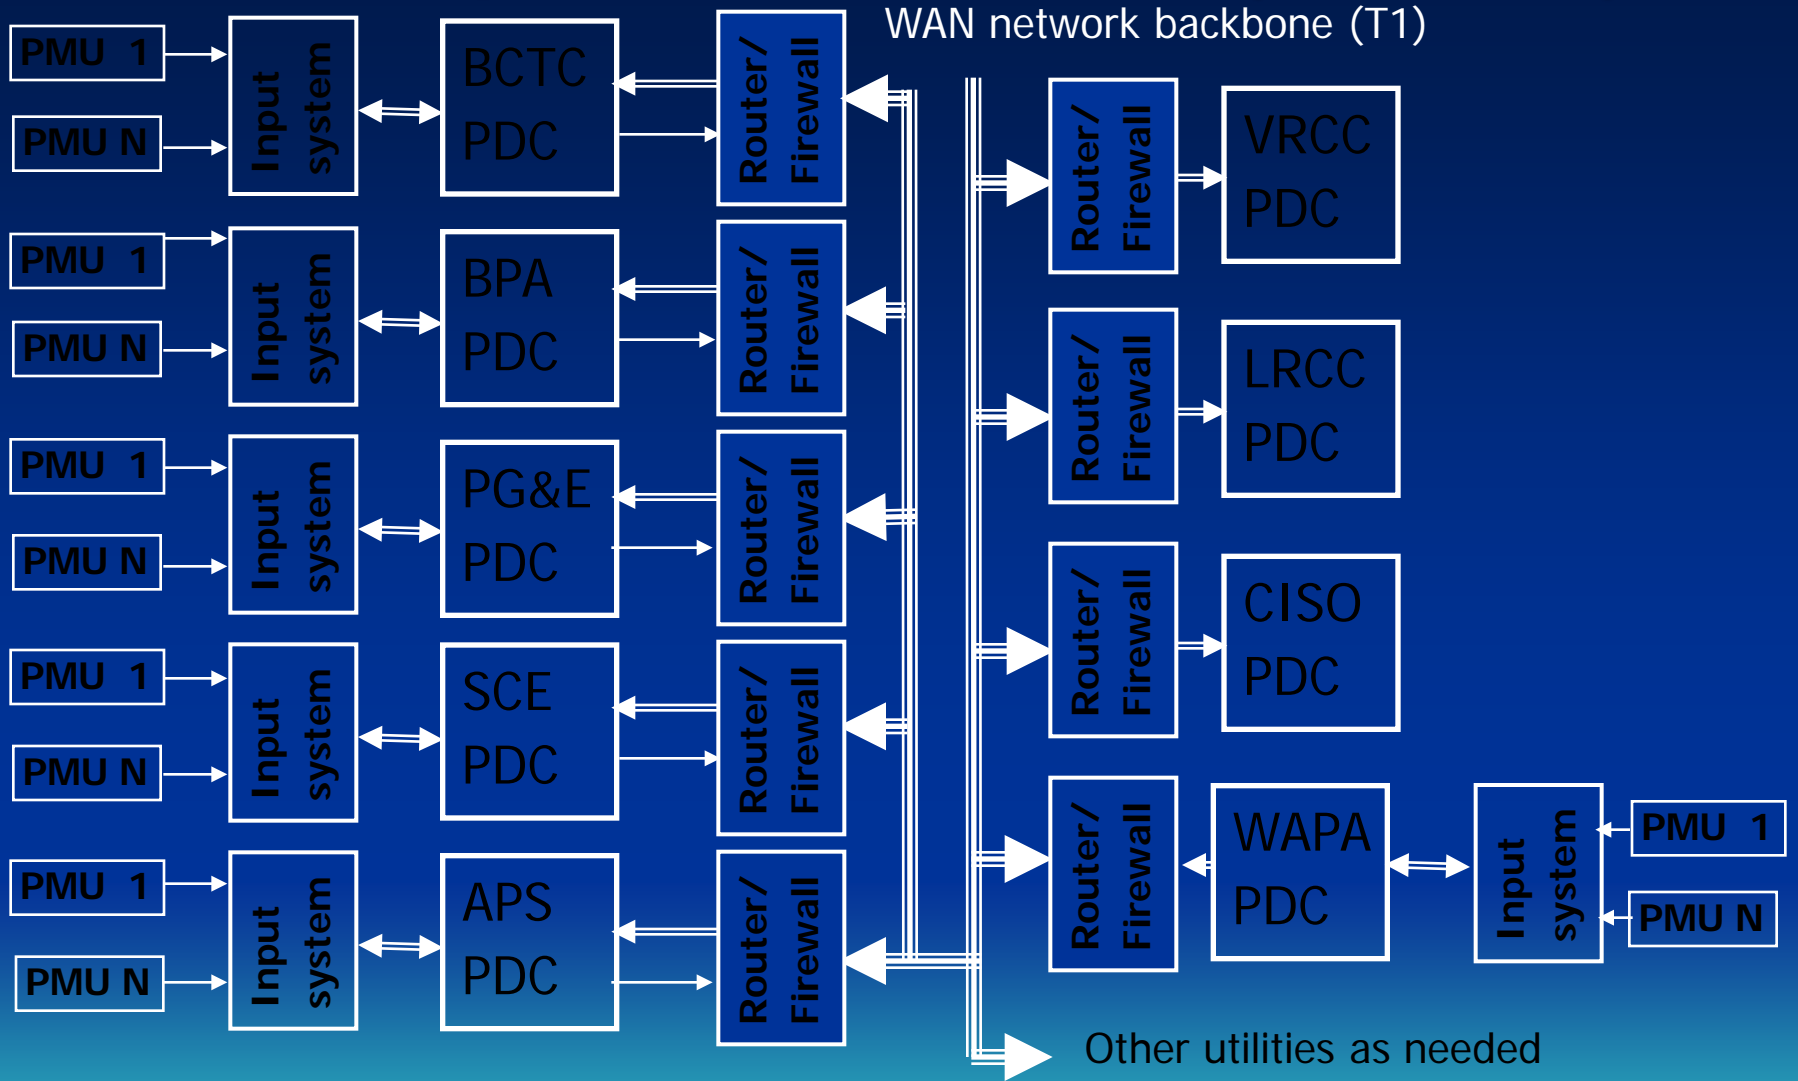 WAN network backbone (T1)
PMU 1
PMU N
Input
system
BCTC
PDC
Router/
Firewall
PMU 1
PMU N
Input
system
BPA
PDC
Router/
Firewall
PMU 1
PMU N
Input
system
PG&E
PDC
Router/
Firewall
PMU 1
PMU N
Input
system
SCE
PDC
Router/
Firewall
PMU 1
PMU N
Input
system
APS
PDC
Router/
Firewall
Router/
Firewall
VRCC
PDC
Router/
Firewall
LRCC
PDC
Router/
Firewall
CISO
PDC
Router/
Firewall
WAPA
PDC
Input
system
PMU 1
PMU N
Other utilities as needed